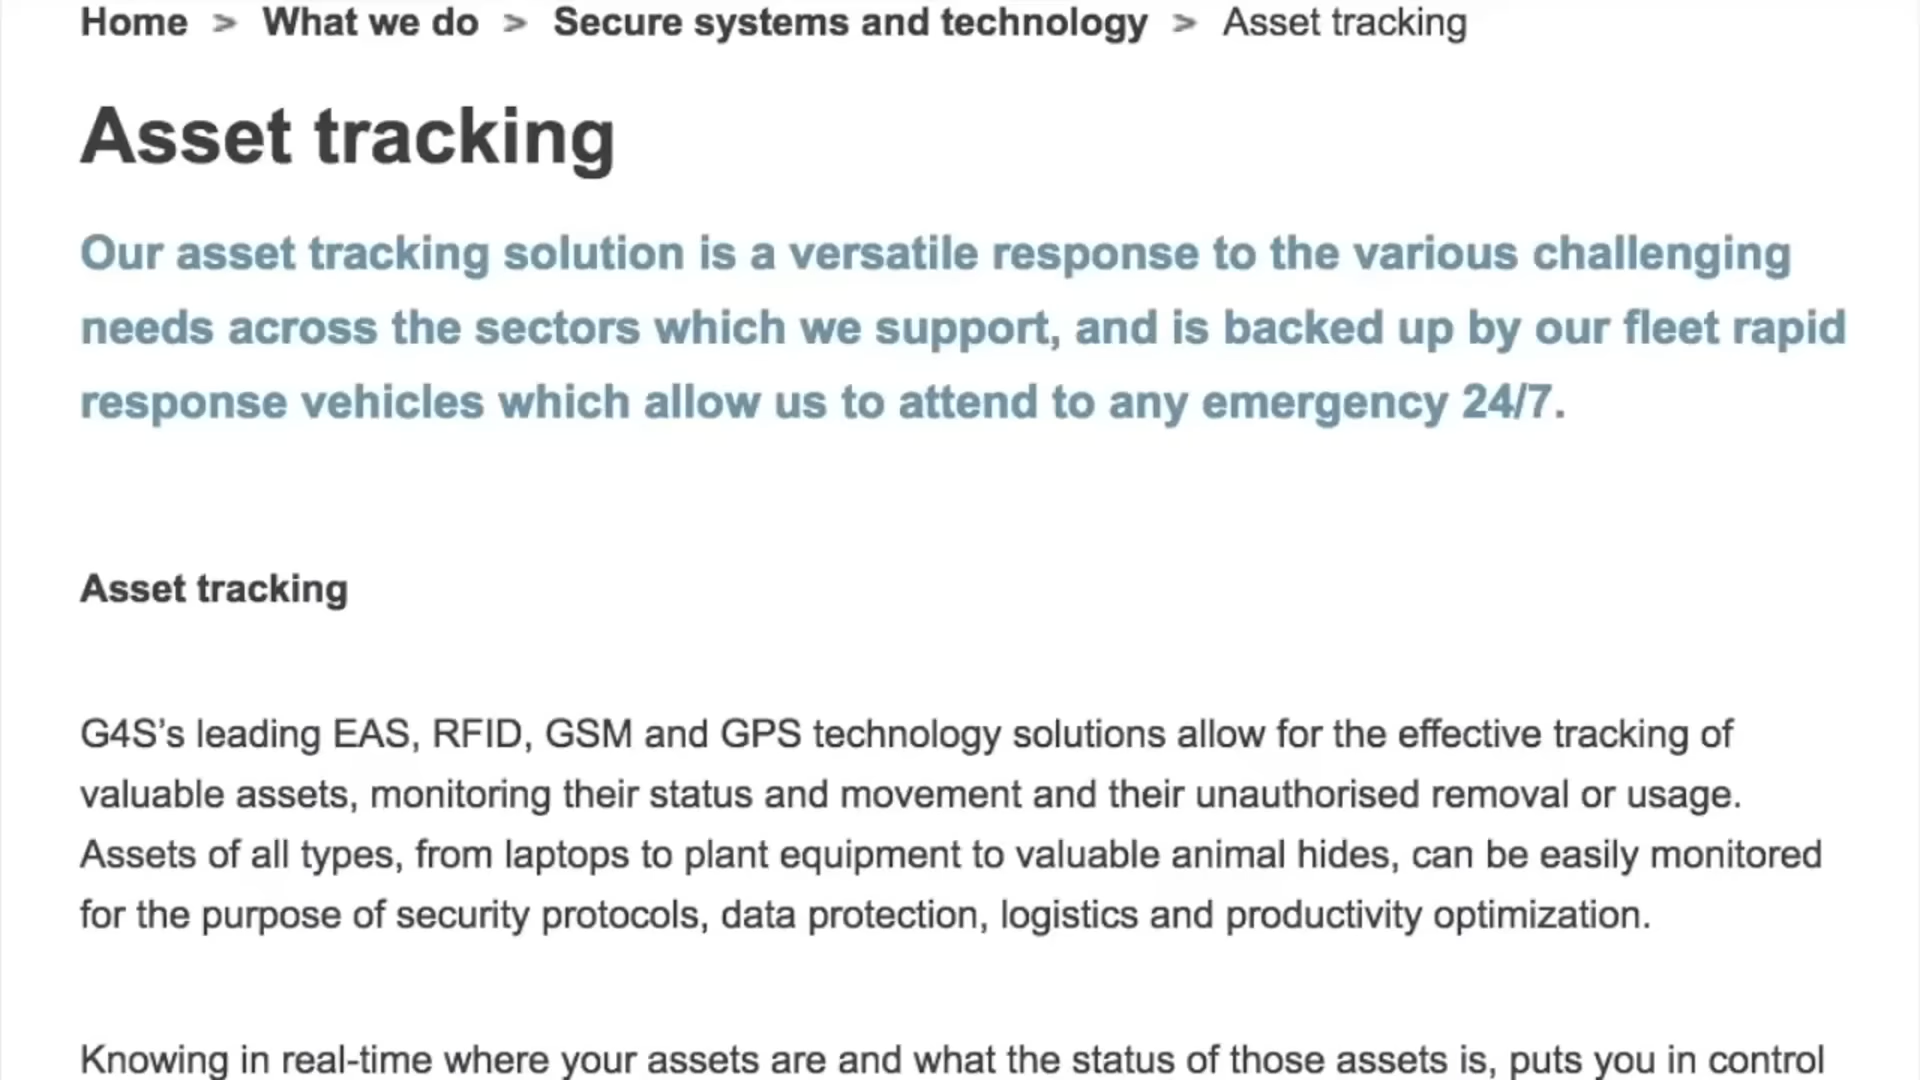 Home > What we do > Secure systems and technology > Asset tracking
Asset tracking
Our asset tracking solution is a versatile response to the various challenging
needs across the sectors which we support, and is backed up by our fleet rapid
response vehicles which allow us to attend to any emergency 24/7.
Asset tracking
G4S’s leading EAS, RFID, GSM and GPS technology solutions allow for the effective tracking of
valuable assets, monitoring their status and movement and their unauthorised removal or usage.
Assets of all types, from laptops to plant equipment to valuable animal hides, can be easily monitored
for the purpose of security protocols, data protection, logistics and productivity optimization.
Knowing in real-time where your assets are and what the status of those assets is, puts you in control